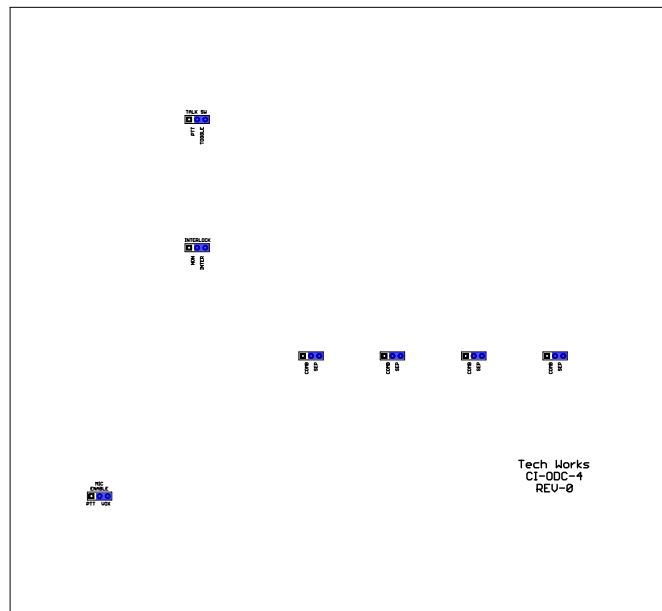 TALK SW
PTT
TOGGLE
INTERLOCK
NON
INTER
COMB
SEP
COMB
SEP
COMB
SEP
COMB
SEP
Tech Works
CI-ODC-4
REV-0
MIC
ENABLE
PTT VOX